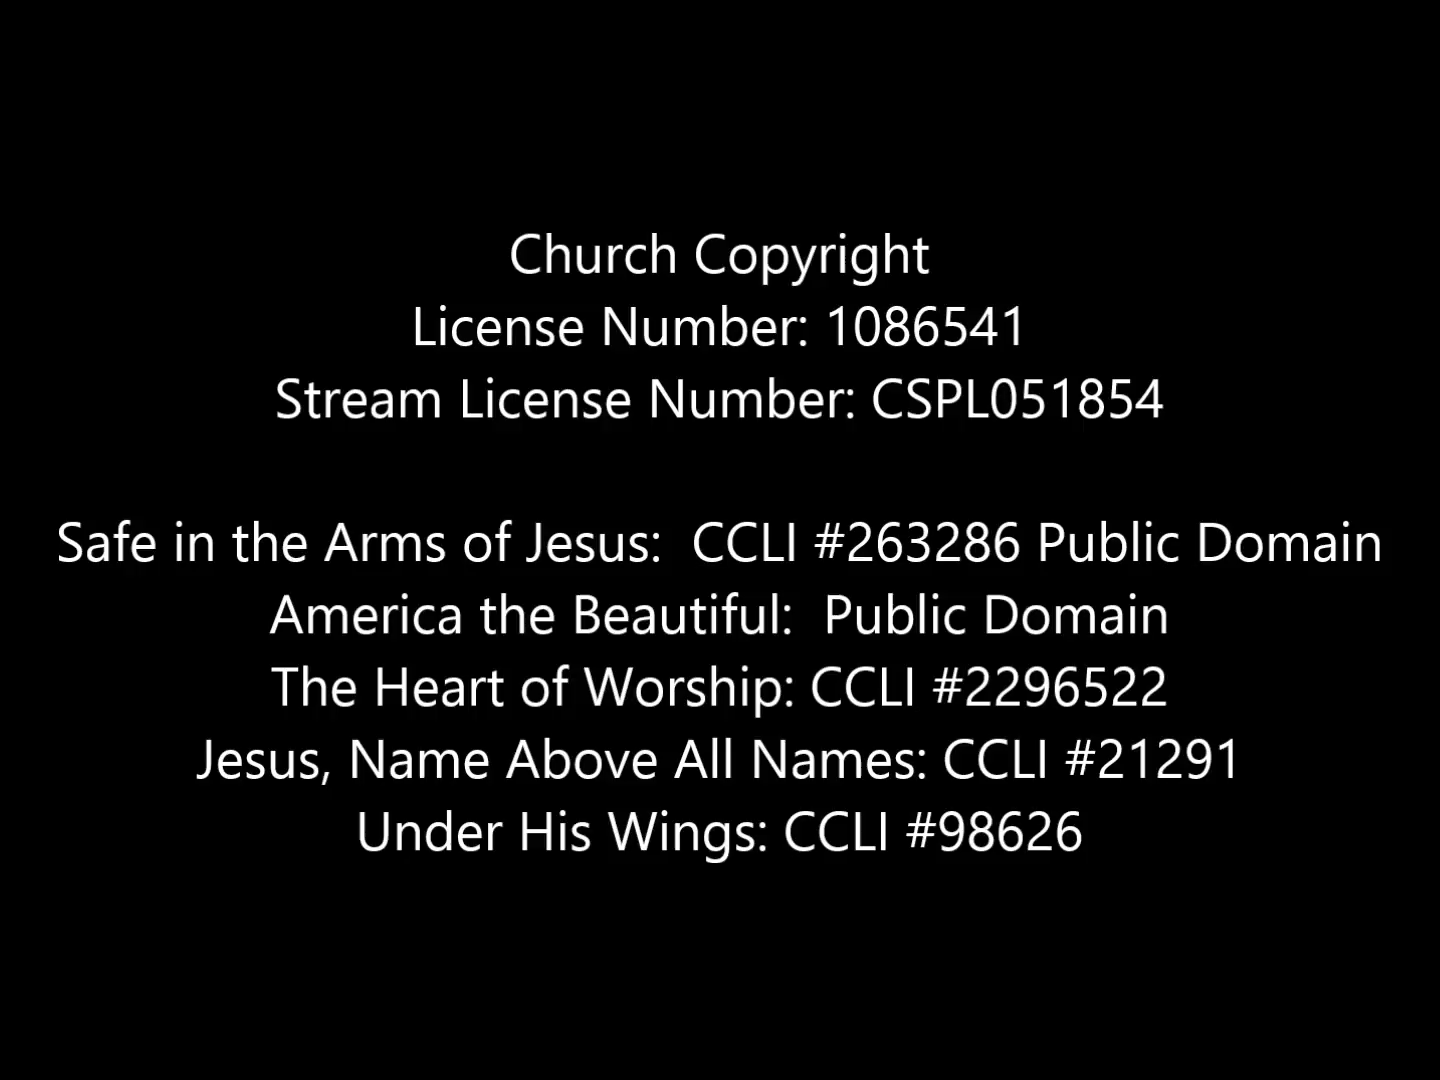 Church Copyright
License Number: 1086541
Stream License Number: CSPL051854
Safe in the Arms of Jesus:  CCLI #263286 Public Domain
America the Beautiful:  Public Domain
The Heart of Worship: CCLI #2296522
Jesus, Name Above All Names: CCLI #21291
Under His Wings: CCLI #98626